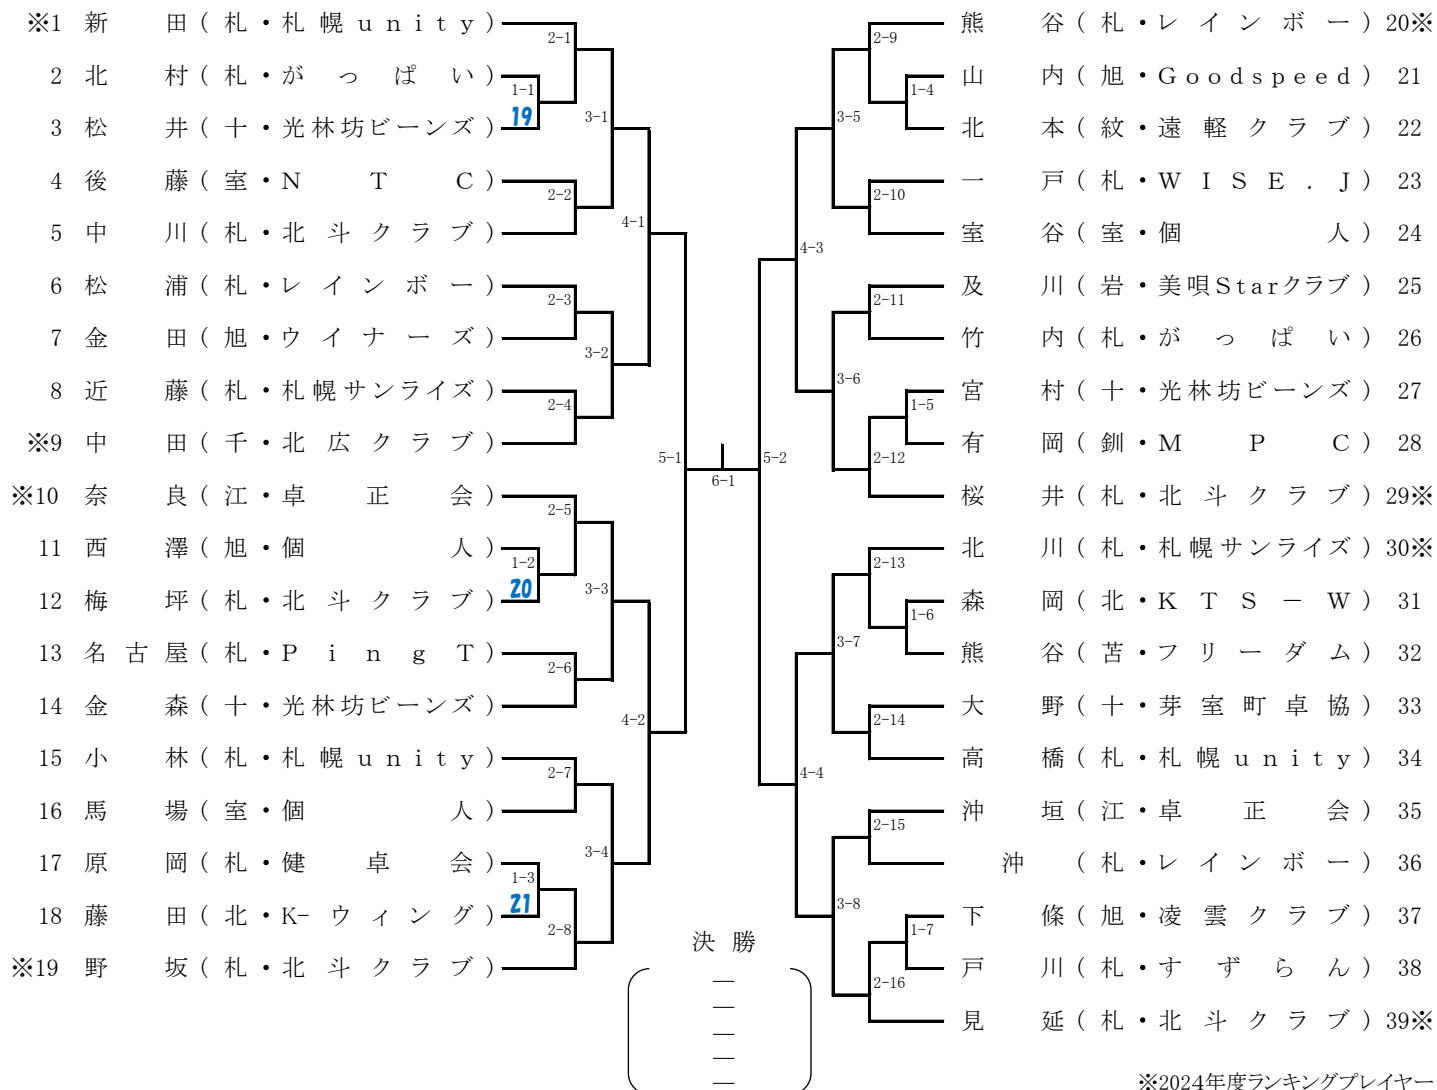 ※1 新田(札・札幌unity)
2 北村(札・がっぱい)
3 松井(十・光林坊ビーンズ)
4 後藤(室・NTC)
5 中川(札・北斗クラブ)
6 松浦(札・レインボー)
7 金田(旭・ウイナーズ)
8 近藤(札・札幌サンライズ)
※9 中田(千・北広クラブ)
※10 奈良(江・卓正会)
11 西澤(旭・個人)
12 梅坪(札・北斗クラブ)
13 名古屋(札・PingT)
14 金森(十・光林坊ビーンズ)
15 小林(札・札幌unity)
16 馬場(室・個人)
17 原岡(札・健卓会)
18 藤田(北・K-ウィング)
※19 野坂(札・北斗クラブ)
1-1
19
1-2
20
1-3
21
2-1
2-2
2-3
2-4
2-5
2-6
2-7
2-8
3-1
3-2
3-3
3-4
4-1
4-2
5-1
6-1
5-2
4-3
4-4
3-5
3-6
3-7
3-8
2-9
2-10
2-11
2-12
2-13
2-14
2-15
2-16
1-4
1-5
1-6
1-7
熊谷(札・レインボー)20※
山内(旭・Goodspeed)21
北本(紋・遠軽クラブ)22
一戸(札・WISE.J)23
室谷(室・個人)24
及川(岩・美唄Starクラブ)25
竹内(札・がっぱい)26
宮村(十・光林坊ビーンズ)27
有岡(釧・MPC)28
桜井(札・北斗クラブ)29※
北川(札・札幌サンライズ)30※
森岡(北・KTS－W)31
熊谷(苫・フリーダム)32
大野(十・芽室町卓協)33
高橋(札・札幌unity)34
沖垣(江・卓正会)35
沖(札・レインボー)36
下條(旭・凌雲クラブ)37
戸川(札・すずらん)38
見延(札・北斗クラブ)39※
決勝
―
―
―
―
―
※2024年度ランキングプレイヤー